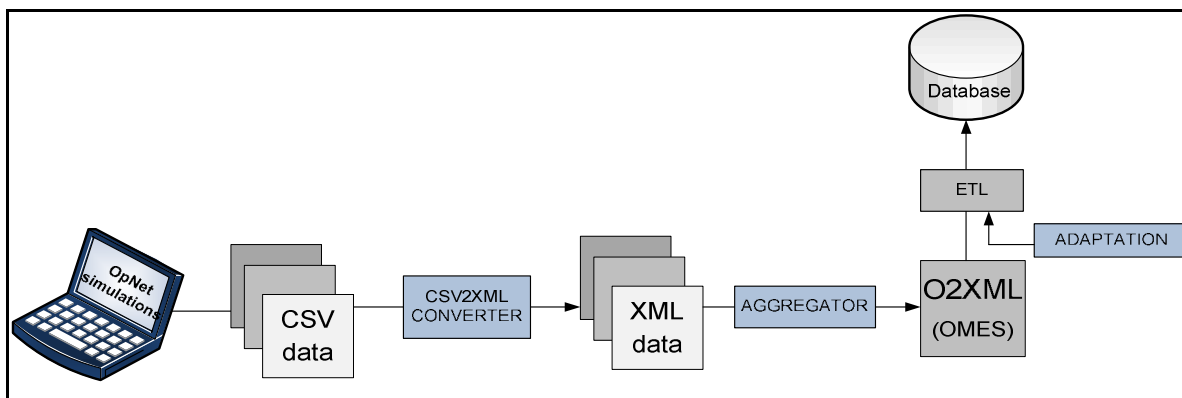 OpNet
simulations
CSV
data
CSV2XML
CONVERTER
XML
data
AGGREGATOR
O2XML
(OMES)
ETL
ADAPTATION
Database